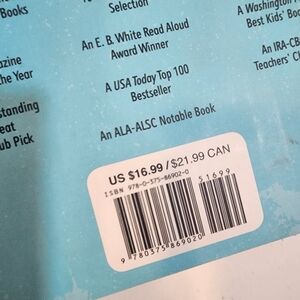 Books
Selection
A Washington
Best Kids' Boo
An E. B. White Read Aloud
Award Winner
azine
the Year
A USA Today Top 100
Bestseller
An IRA-CB
Teachers' C
standing
eat
ub Pick
An ALA-ALSC Notable Book
US $16.99 / $21.99 CAN
ISBN 978-0-375-86902-0
51699
9 780375 869020